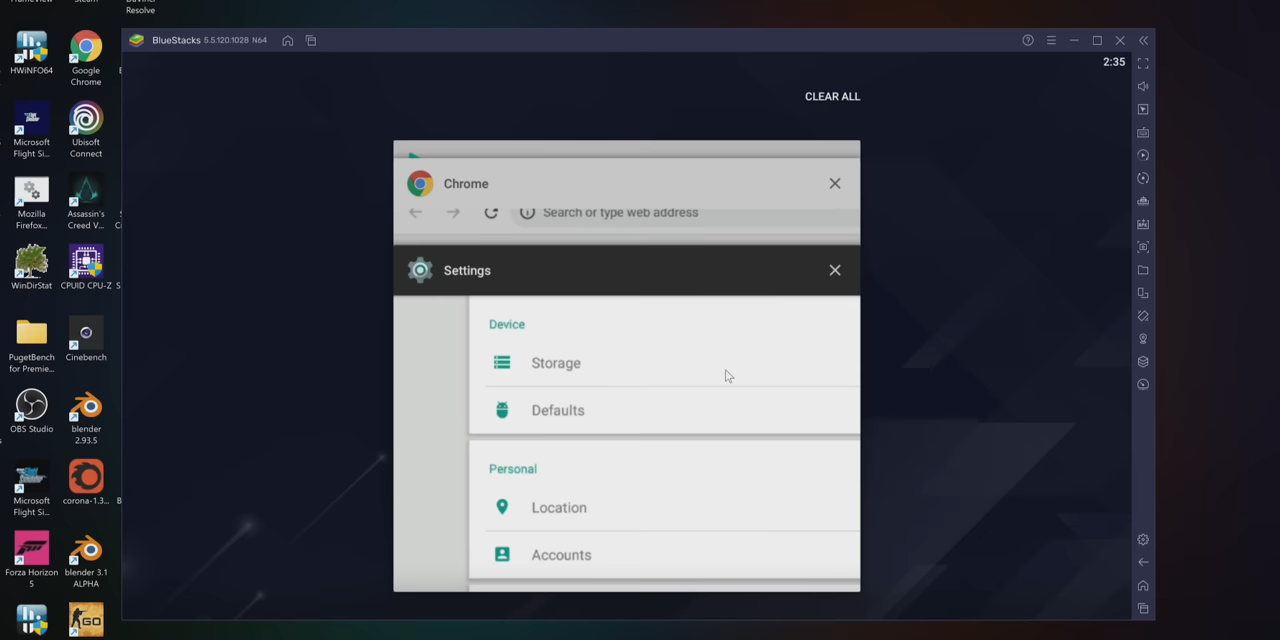 Resolve
HWiNFO64
Google
Chrome
Microsoft
Flight Si...
Ubisoft
Connect
Mozilla
Firefox...
Assassin's
Creed V...
WinDirStat
CPUID CPU-Z
S
PugetBench
for Premie...
Cinebench
OBS Studio
blender
2.93.5
Microsoft
Flight Si...
corona-1.3...
B
Forza Horizon
5
blender 3.1
ALPHA
GO
BlueStacks 5.5.120.1028 N64
2:35
CLEAR ALL
Chrome
Search or type web address
Settings
Device
Storage
Defaults
Personal
Location
Accounts